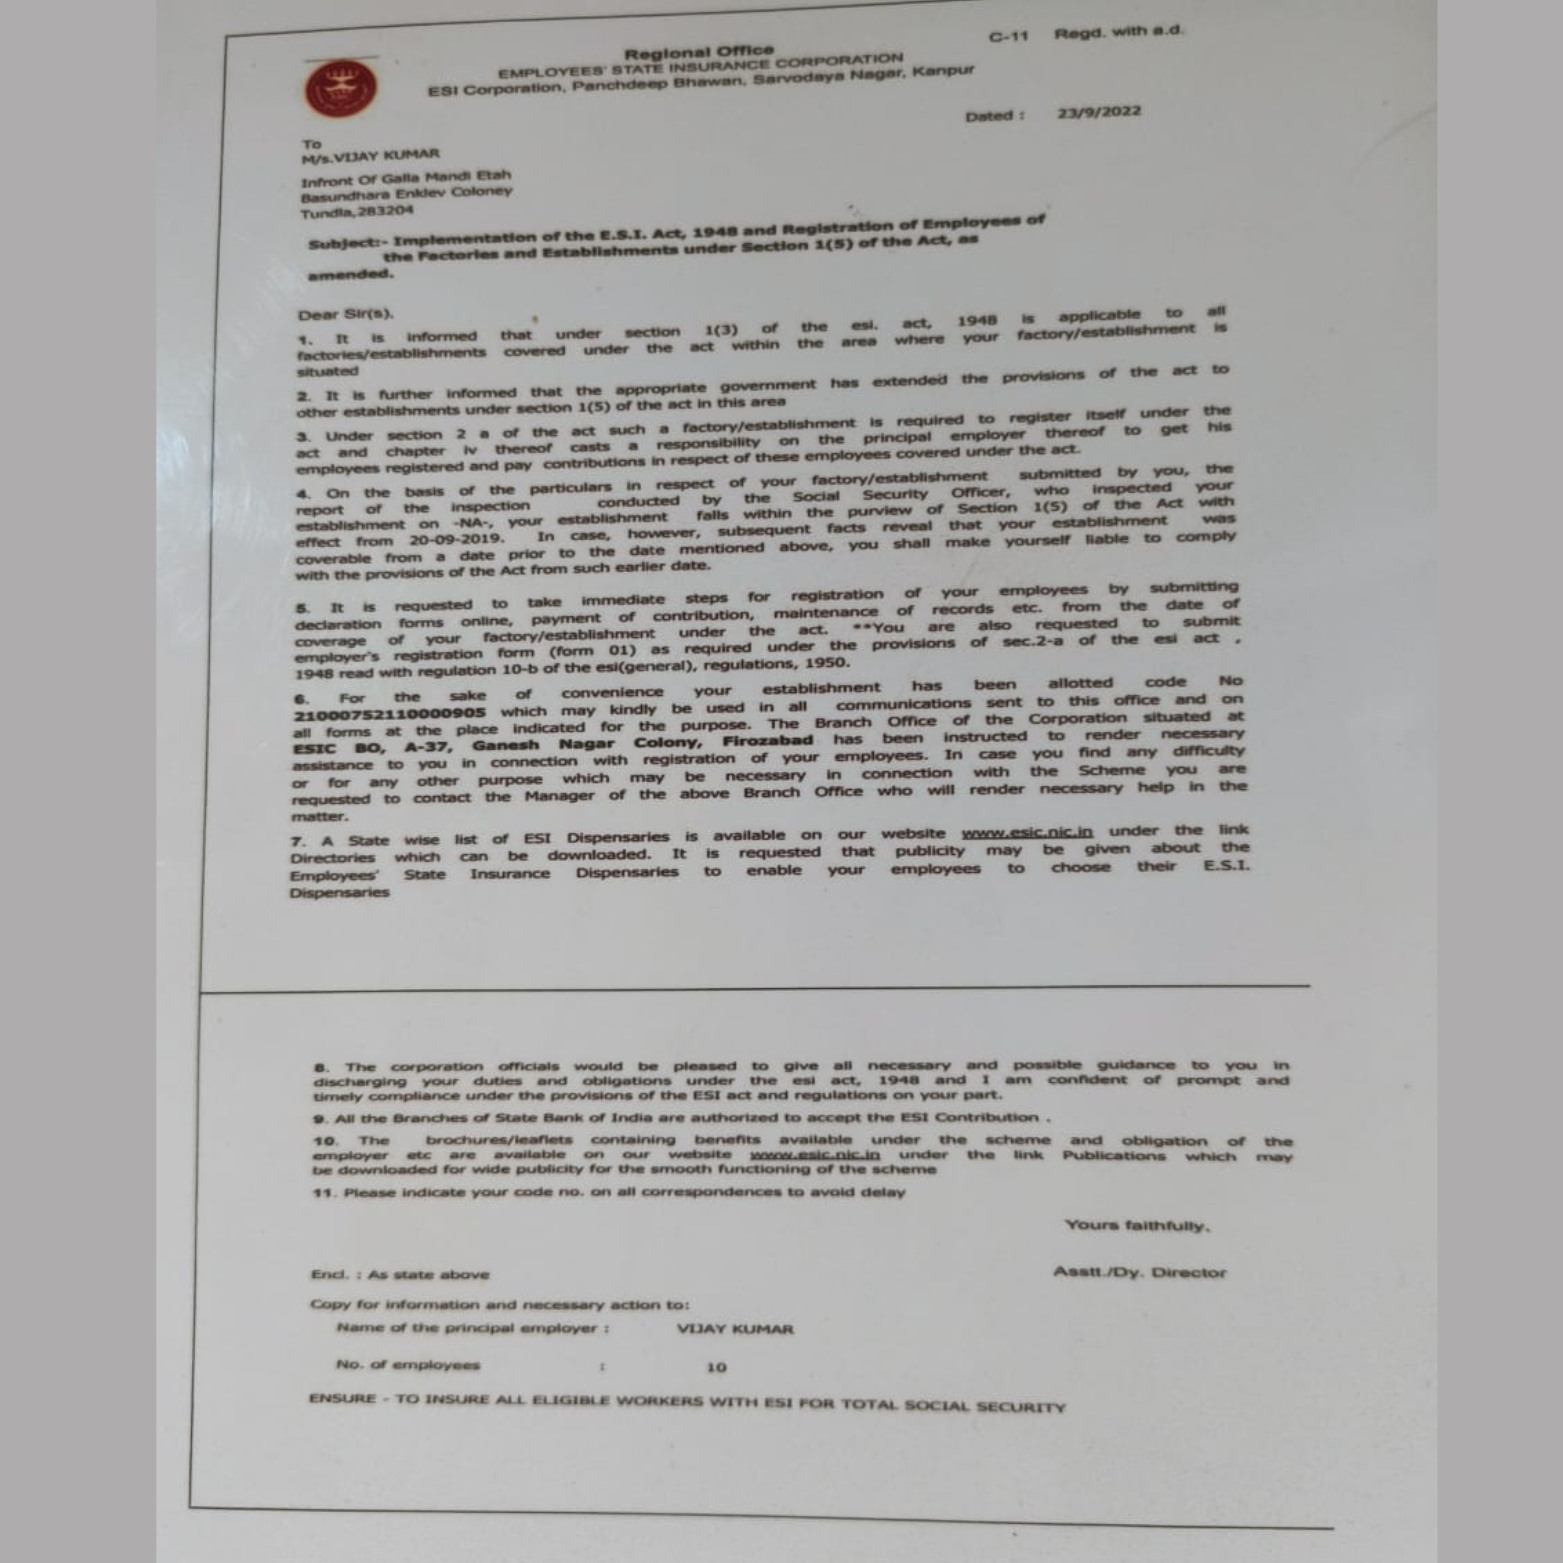 C-11 Regd. with a.d.
Regional Office
EMPLOYEES' STATE INSURANCE CORPORATION
ESI Corporation, Panchdeep Bhawan, Sarvodaya Nagar, Kanpur
Dated : 23/9/2022
To
M/s.VIJAY KUMAR
Infront Of Galla Mandi Etah
Basundhara Enklev Coloney
Tundla,283204
Subject:- Implementation of the E.S.I. Act, 1948 and Registration of Employees of
the Factories and Establishments under Section 1(5) of the Act, as
amended.
Dear Sir(s).
1. It is informed that under section 1(3) of the esi. act, 1948 is applicable to all
factories/establishments covered under the act within the area where your factory/establishment is
situated
2. It is further informed that the appropriate government has extended the provisions of the act to
other establishments under section 1(5) of the act in this area
3. Under section 2 a of the act such a factory/establishment is required to register itself under the
act and chapter iv thereof casts a responsibility on the principal employer thereof to get his
employees registered and pay contributions in respect of these employees covered under the act.
4. On the basis of the particulars in respect of your factory/establishment submitted by you, the
report of the inspection conducted by the Social Security Officer, who inspected your
establishment on -NA-, your establishment falls within the purview of Section 1(5) of the Act with
effect from 20-09-2019. In case, however, subsequent facts reveal that your establishment was
coverable from a date prior to the date mentioned above, you shall make yourself liable to comply
with the provisions of the Act from such earlier date.
5. It is requested to take immediate steps for registration of your employees by submitting
declaration forms online, payment of contribution, maintenance of records etc. from the date of
coverage of your factory/establishment under the act. **You are also requested to submit
employer's registration form (form 01) as required under the provisions of sec.2-a of the esi act ,
1948 read with regulation 10-b of the esi(general), regulations, 1950.
6. For the sake of convenience your establishment has been allotted code No
21000752110000905 which may kindly be used in all communications sent to this office and on
all forms at the place indicated for the purpose. The Branch Office of the Corporation situated at
ESIC BO, A-37, Ganesh Nagar Colony, Firozabad has been instructed to render necessary
assistance to you in connection with registration of your employees. In case you find any difficulty
or for any other purpose which may be necessary in connection with the Scheme you are
requested to contact the Manager of the above Branch Office who will render necessary help in the
matter.
7. A State wise list of ESI Dispensaries is available on our website www.esic.nic.in under the link
Directories which can be downloaded. It is requested that publicity may be given about the
Employees' State Insurance Dispensaries to enable your employees to choose their E.S.I.
Dispensaries
8. The corporation officials would be pleased to give all necessary and possible guidance to you in
discharging your duties and obligations under the esi act, 1948 and I am confident of prompt and
timely compliance under the provisions of the ESI act and regulations on your part.
9. All the Branches of State Bank of India are authorized to accept the ESI Contribution .
10. The brochures/leaflets containing benefits available under the scheme and obligation of the
employer etc are available on our website www.esic.nic.in under the link Publications which may
be downloaded for wide publicity for the smooth functioning of the scheme
11. Please indicate your code no. on all correspondences to avoid delay
Yours faithfully.
Encl. : As state above
Asstt./Dy. Director
Copy for information and necessary action to:
Name of the principal employer : VIJAY KUMAR
No. of employees : 10
ENSURE - TO INSURE ALL ELIGIBLE WORKERS WITH ESI FOR TOTAL SOCIAL SECURITY